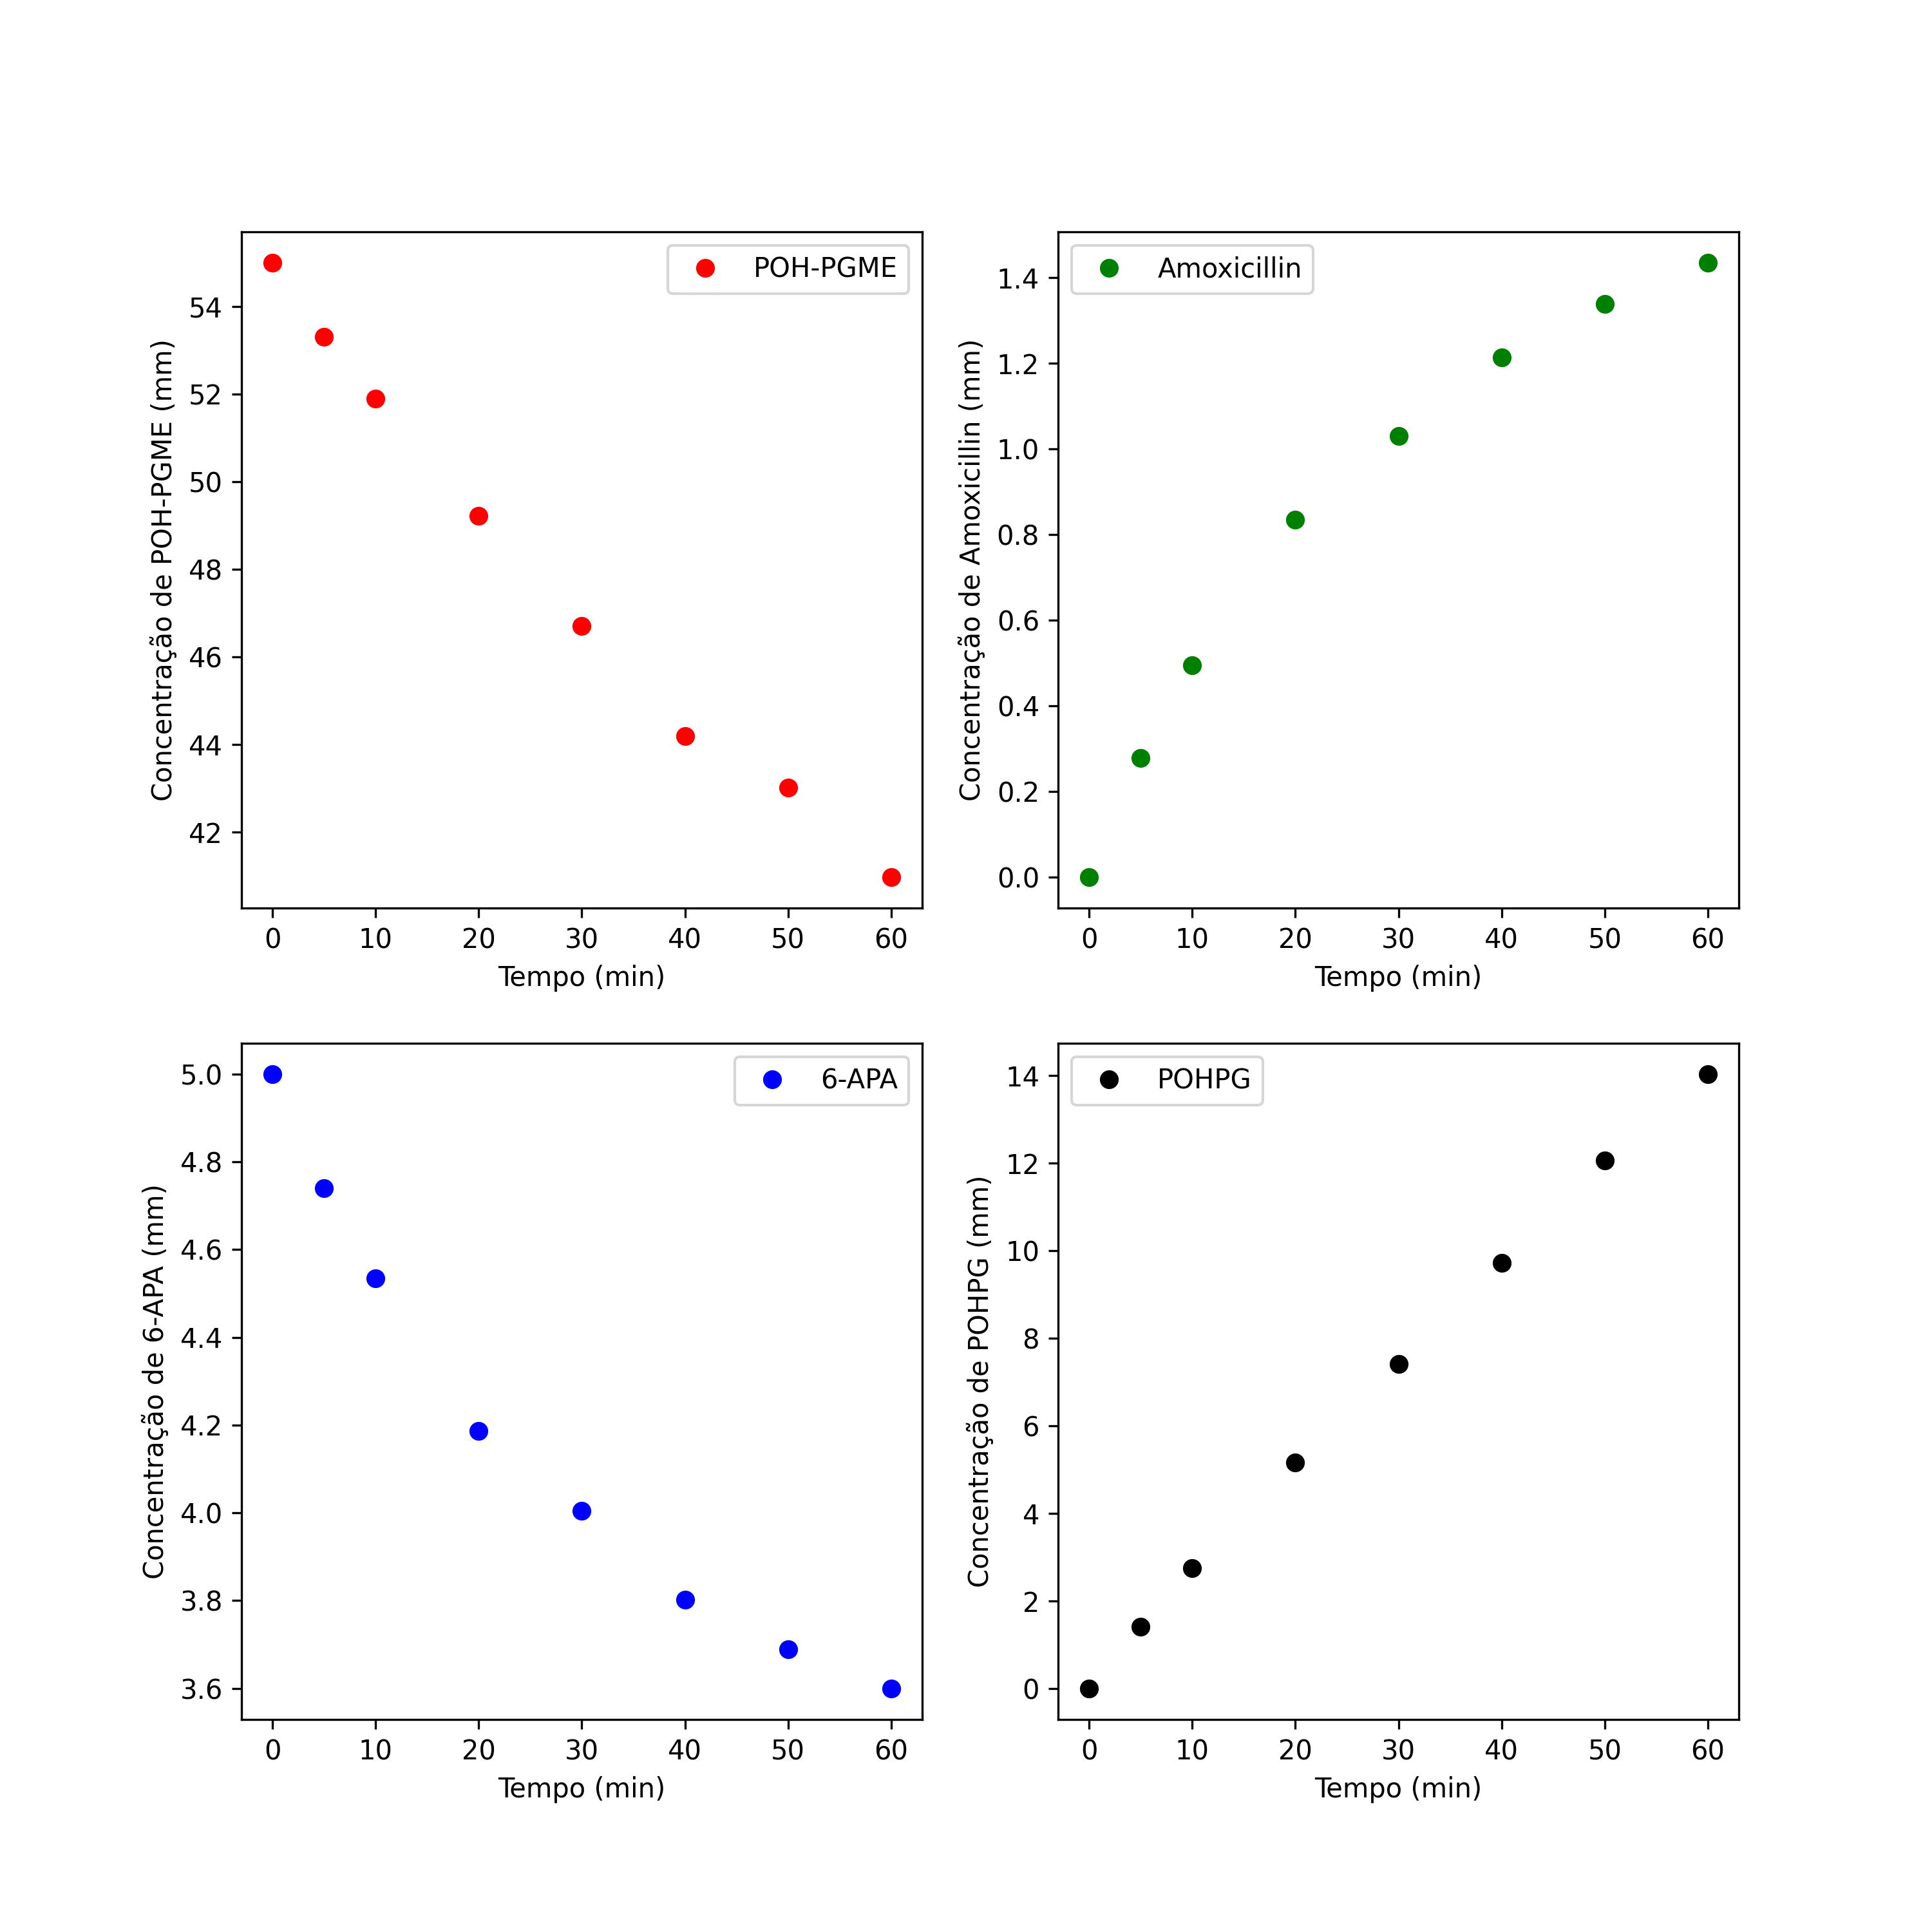 POH-PGME
54
52
50
48
46
44
42
Concentração de POH-PGME (mm)
0 10 20 30 40 50 60
Tempo (min)
Amoxicillin
1.4
1.2
1.0
0.8
0.6
0.4
0.2
0.0
Concentração de Amoxicillin (mm)
0 10 20 30 40 50 60
Tempo (min)
6-APA
5.0
4.8
4.6
4.4
4.2
4.0
3.8
3.6
Concentração de 6-APA (mm)
0 10 20 30 40 50 60
Tempo (min)
POHPG
14
12
10
8
6
4
2
0
Concentração de POHPG (mm)
0 10 20 30 40 50 60
Tempo (min)